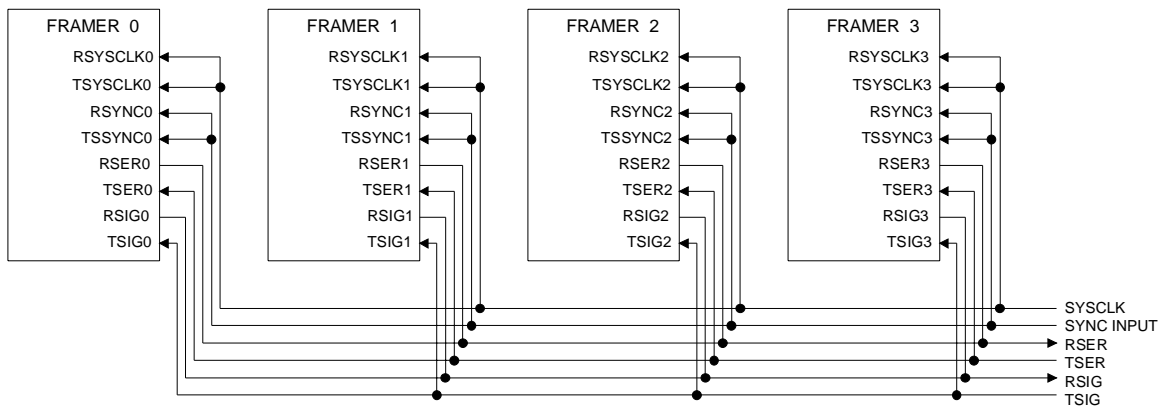 FRAMER 0
RSYSCLK0
TSYSCLK0
RSYNC0
TSSYNC0
RSER0
TSER0
RSIG0
TSIG0
FRAMER 1
RSYSCLK1
TSYSCLK1
RSYNC1
TSSYNC1
RSER1
TSER1
RSIG1
TSIG1
FRAMER 2
RSYSCLK2
TSYSCLK2
RSYNC2
TSSYNC2
RSER2
TSER2
RSIG2
TSIG2
FRAMER 3
RSYSCLK3
TSYSCLK3
RSYNC3
TSSYNC3
RSER3
TSER3
RSIG3
TSIG3
SYSCLK
SYNC INPUT
RSER
TSER
RSIG
TSIG